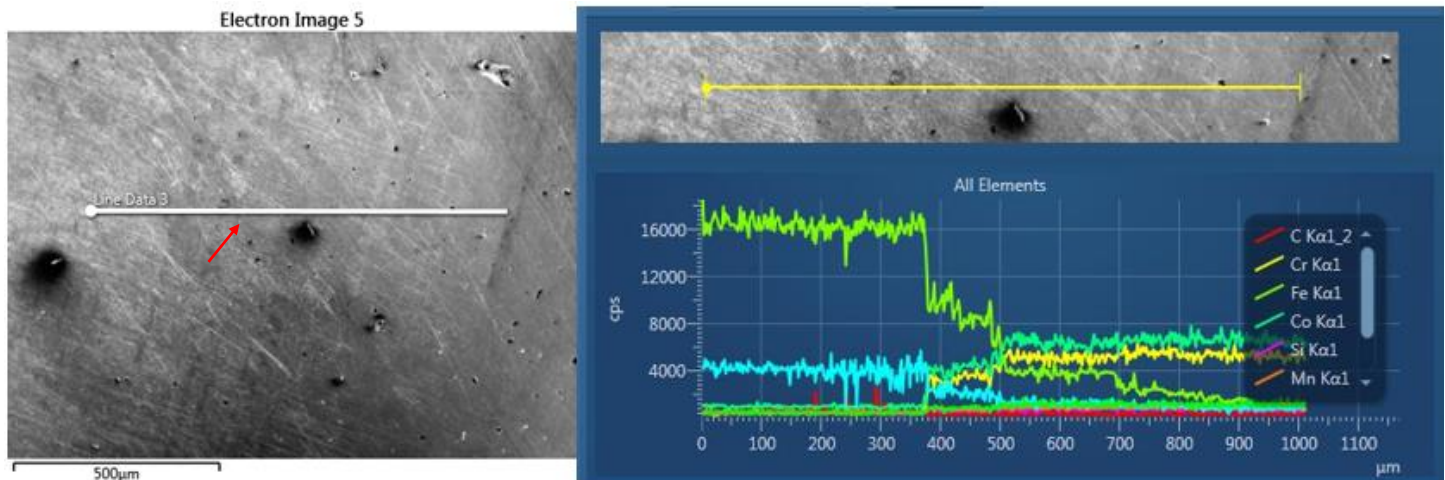 Electron Image 5
Line Data 3
500μm
All Elements
16000
12000
8000
4000
cps
0 100 200 300 400 500 600 700 800 900 1000 1100
μm
C Kα1_2
Cr Kα1
Fe Kα1
Co Kα1
Si Kα1
Mn Kα1